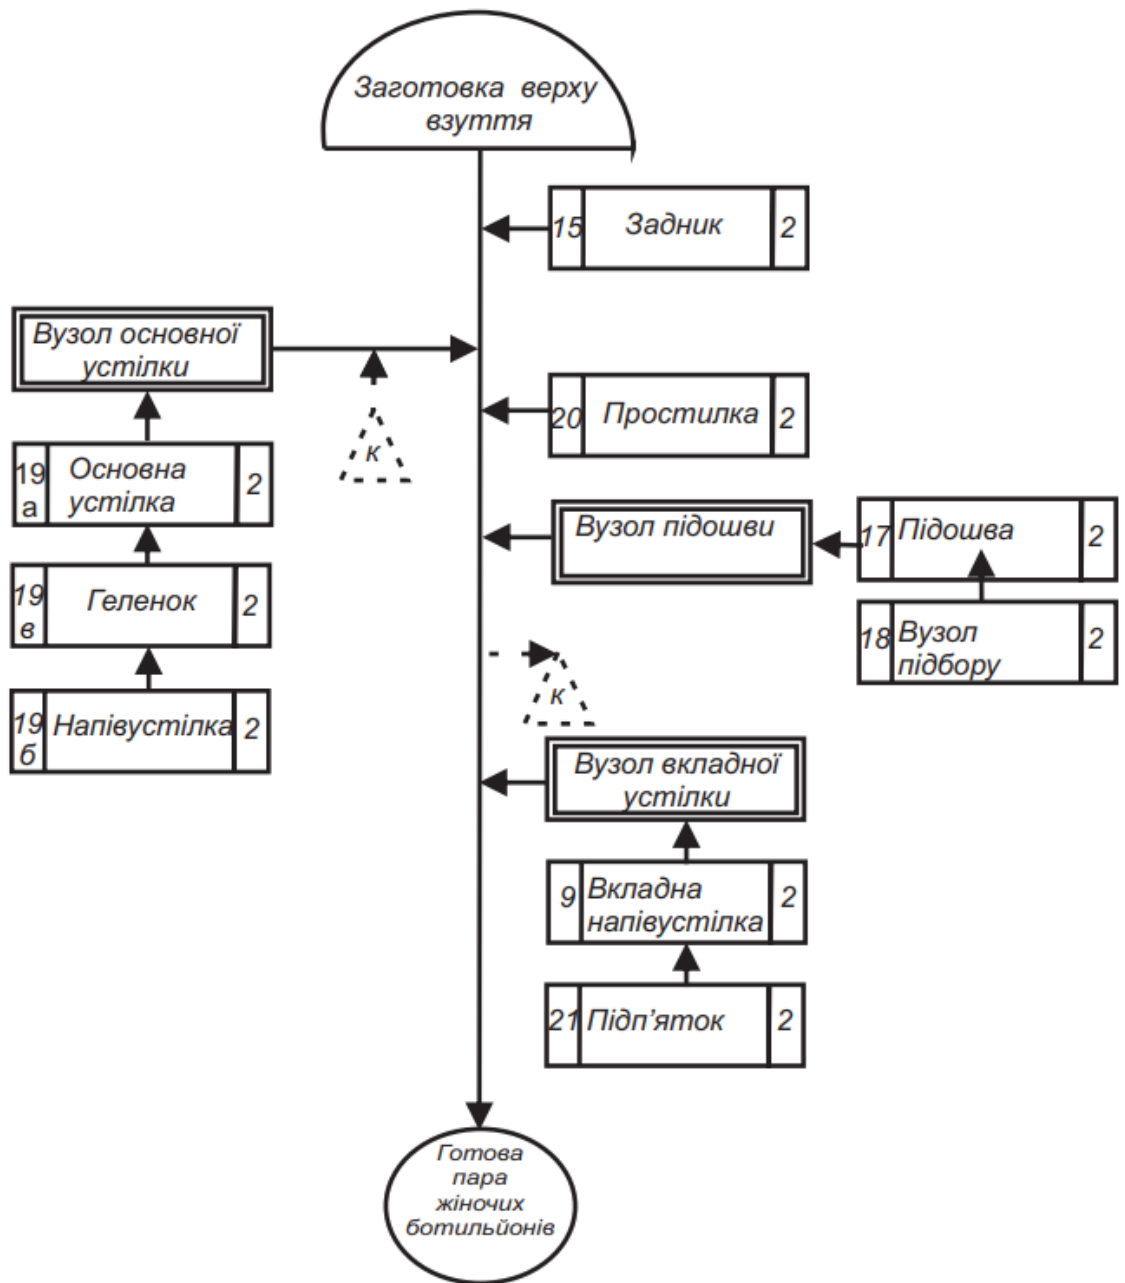 Заготовка верху
взуття
15 Задник 2
Вузол основної
устілки
20 Простилка 2
к
19 Основна 2
а устілка
Вузол підошви
17 Підошва 2
19 Геленок 2
в
18 Вузол 2
підбору
к
19 Напівустілка 2
б
Вузол вкладної
устілки
9 Вкладна 2
напівустілка
21 Підп’яток 2
Готова
пара
жіночих
ботильйонів